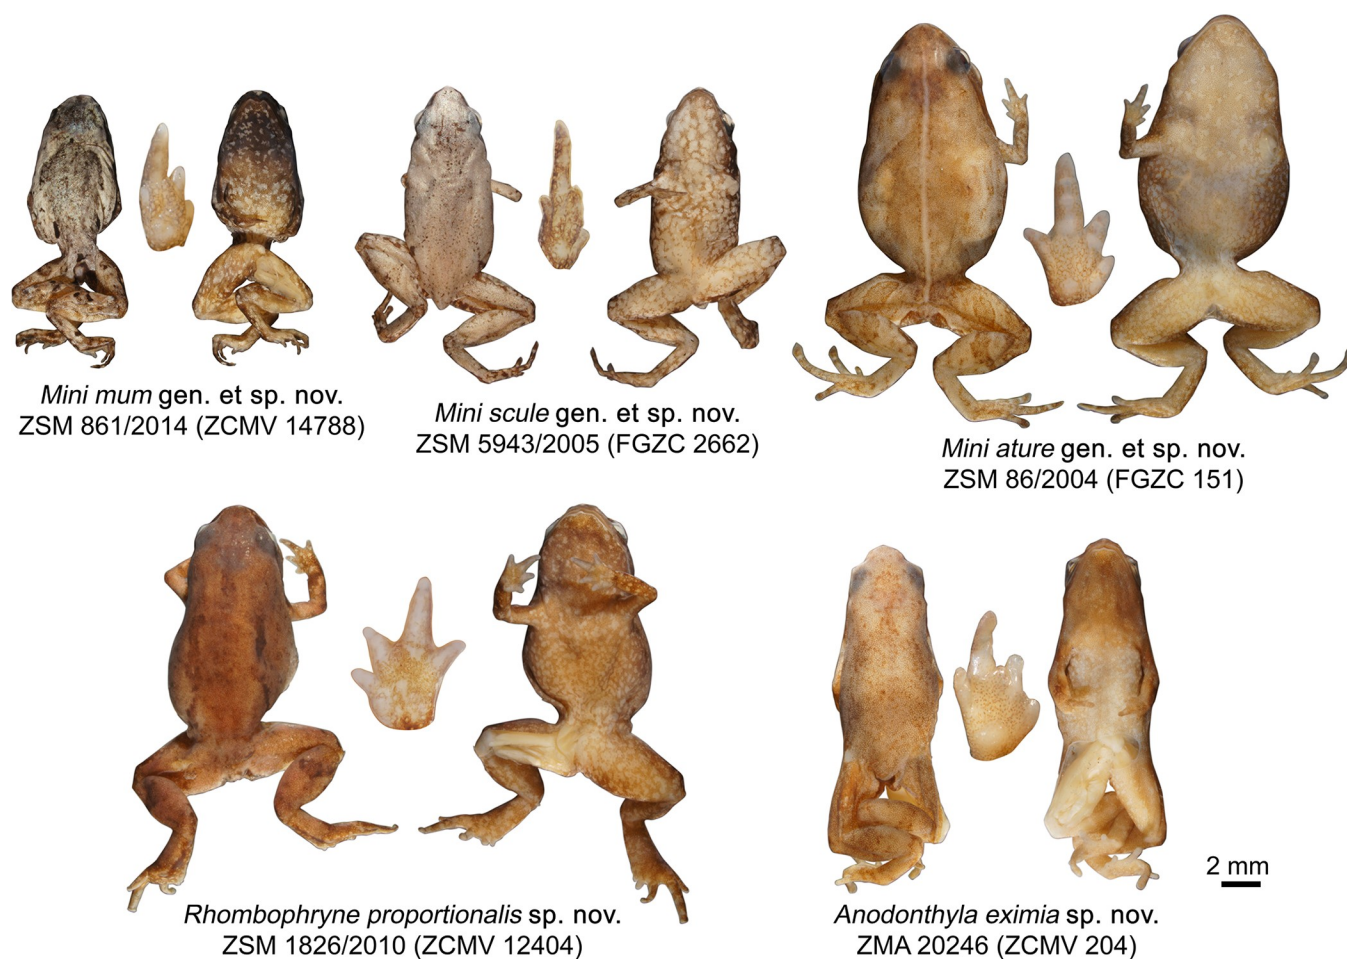 Mini mum gen. et sp. nov.
ZSM 861/2014 (ZCMV 14788)
Mini scule gen. et sp. nov.
ZSM 5943/2005 (FGZC 2662)
Mini ature gen. et sp. nov.
ZSM 86/2004 (FGZC 151)
Rhombophryne proportionalis sp. nov.
ZSM 1826/2010 (ZCMV 12404)
Anodonthyla eximia sp. nov.
ZMA 20246 (ZCMV 204)
2 mm